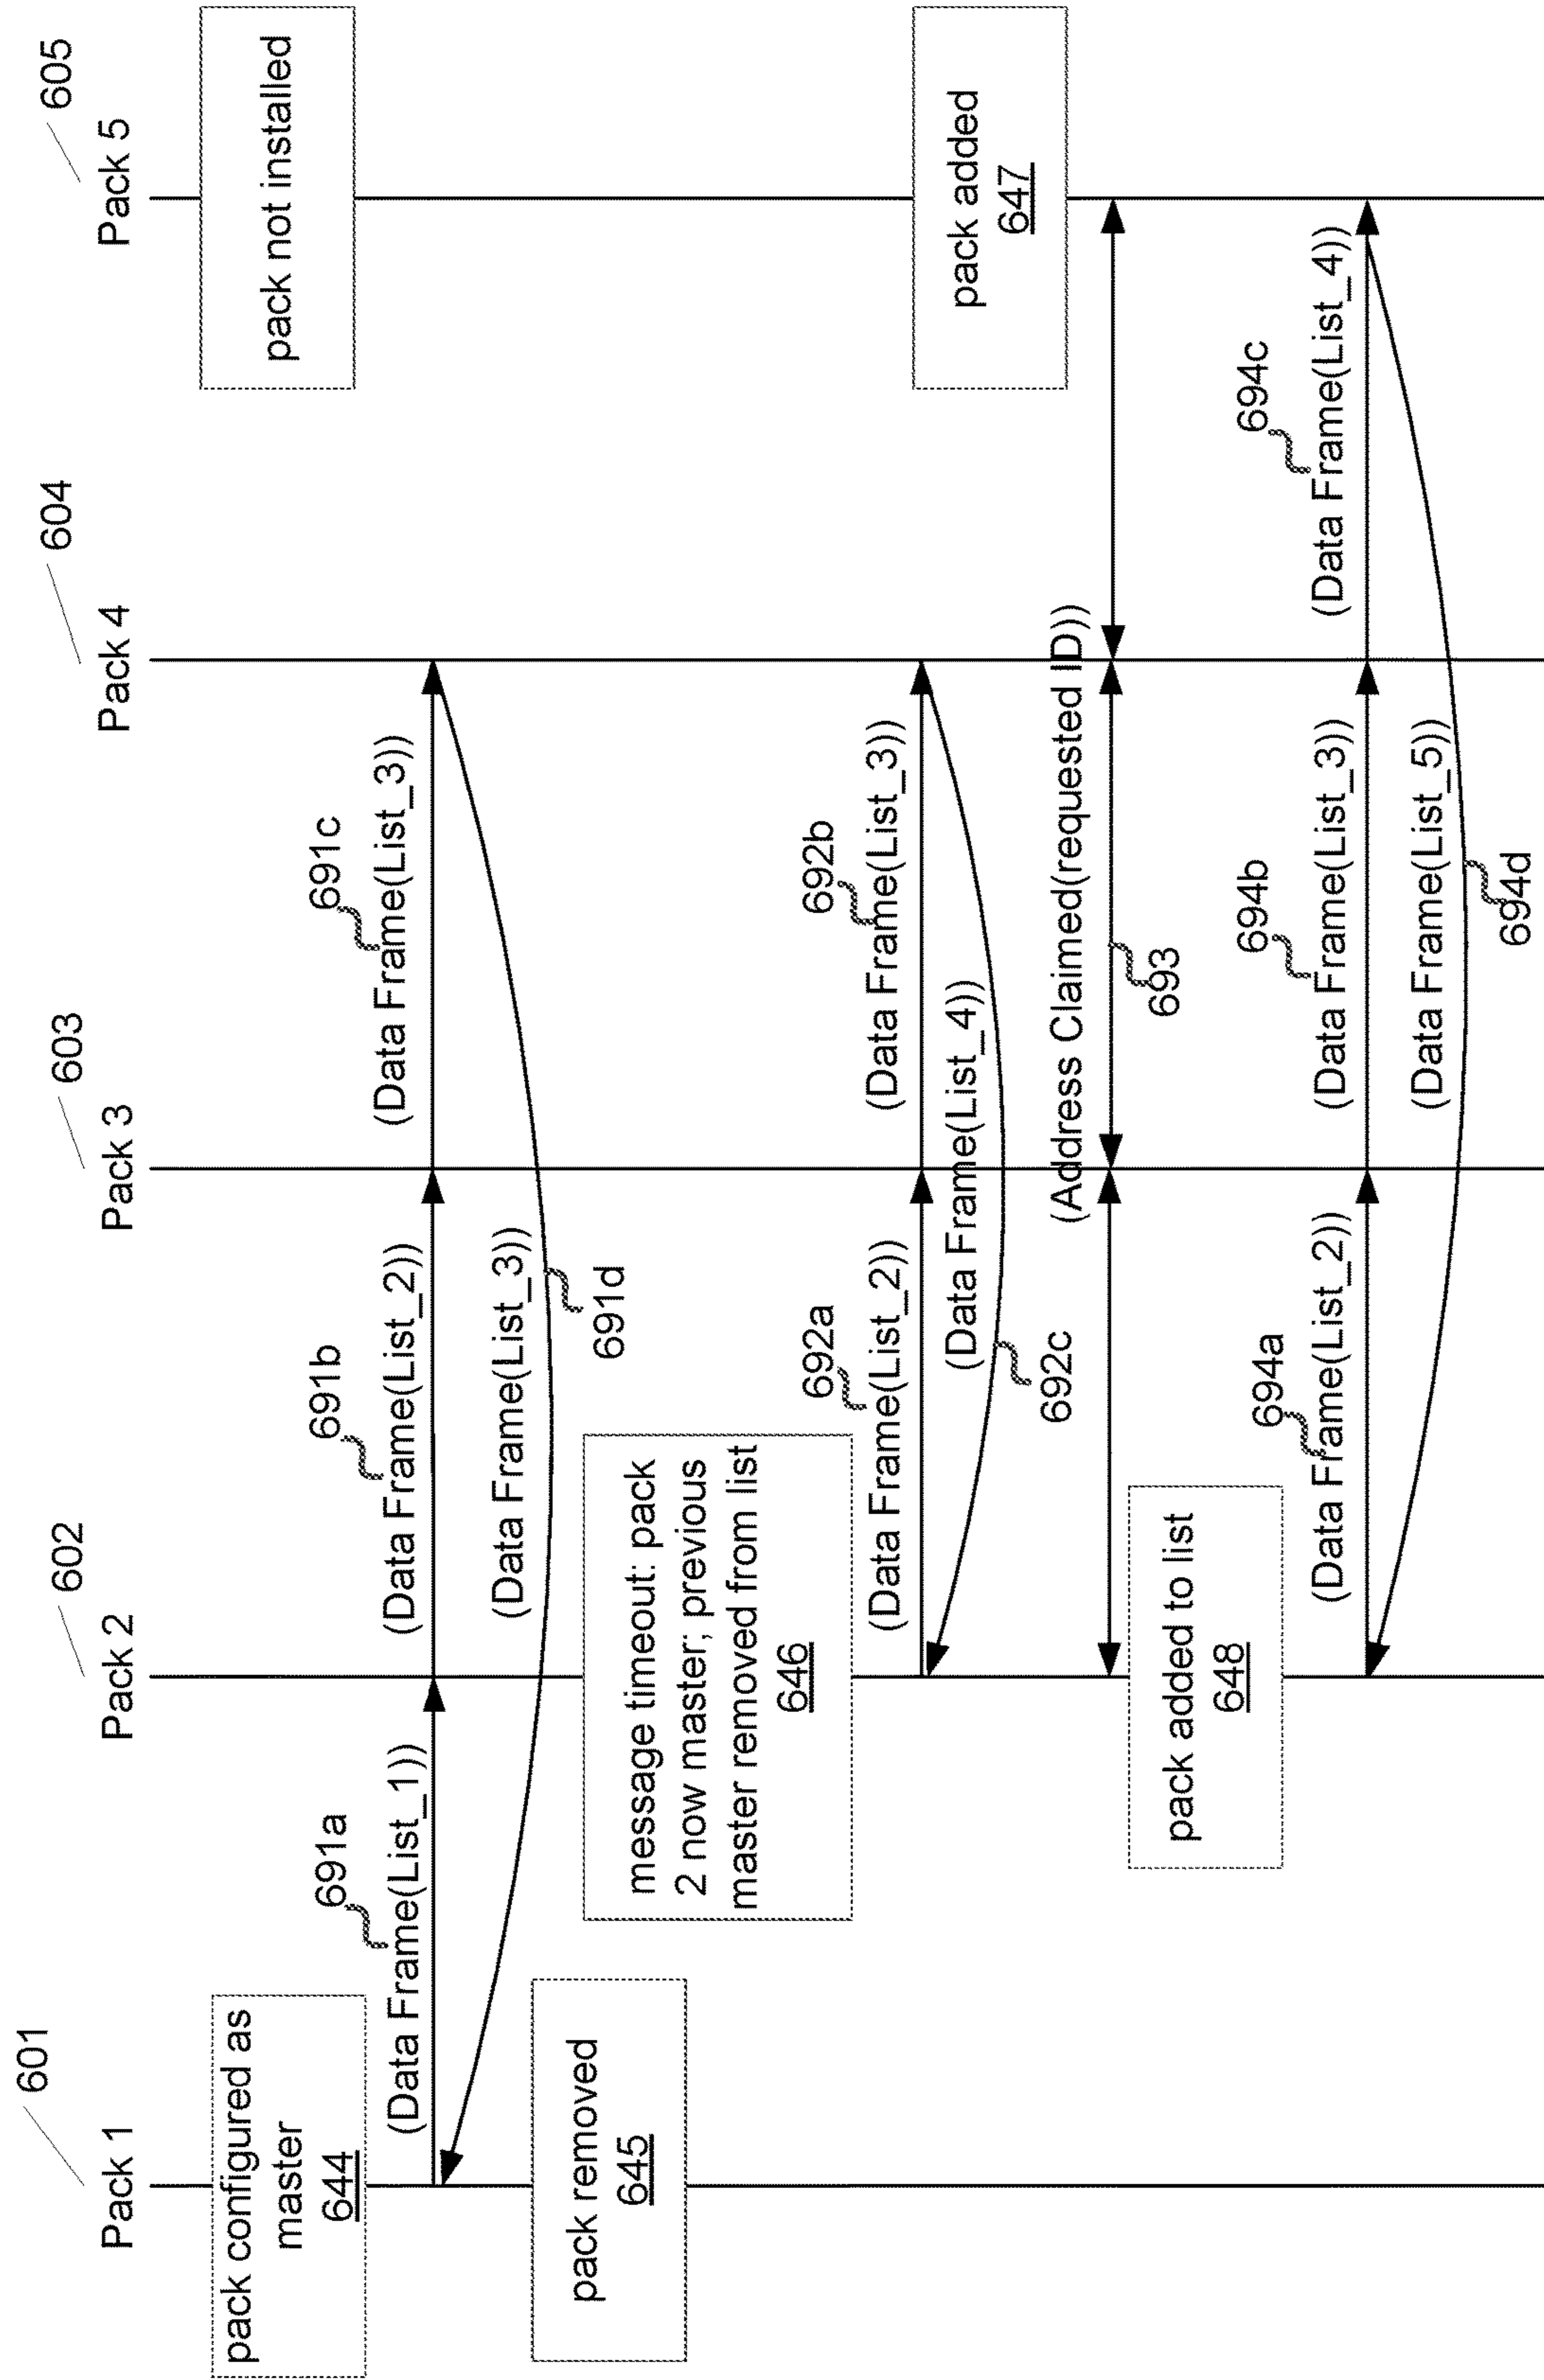 601
602
603
604
605
Pack 1
Pack 2
Pack 3
Pack 4
Pack 5
pack configured as
master
644
pack not installed
691a
691b
691c
(Data Frame(List_1))
(Data Frame(List_2))
(Data Frame(List_3))
(Data Frame(List_3))
691d
pack removed
645
message timeout: pack
2 now master; previous
master removed from list
646
692a
692b
(Data Frame(List_2))
(Data Frame(List_3))
(Data Frame(List_4))
692c
pack added
647
(Address Claimed(requested ID))
693
pack added to list
648
694a
694b
694c
(Data Frame(List_2))
(Data Frame(List_3))
(Data Frame(List_4))
(Data Frame(List_5))
694d